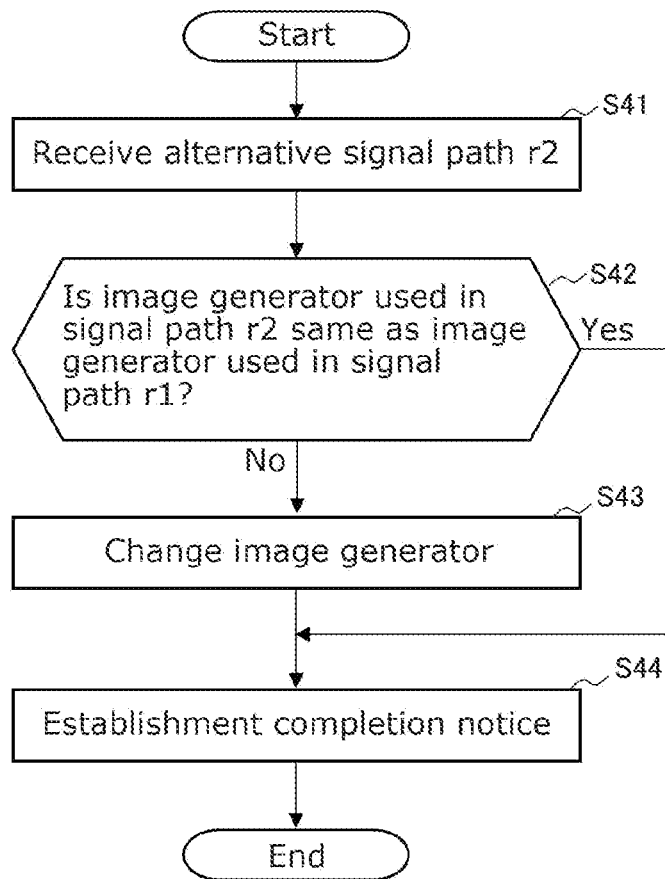 Start
S41
Receive alternative signal path r2
S42
Is image generator used in
signal path r2 same as image
generator used in signal
path r1?
Yes
No
S43
Change image generator
S44
Establishment completion notice
End